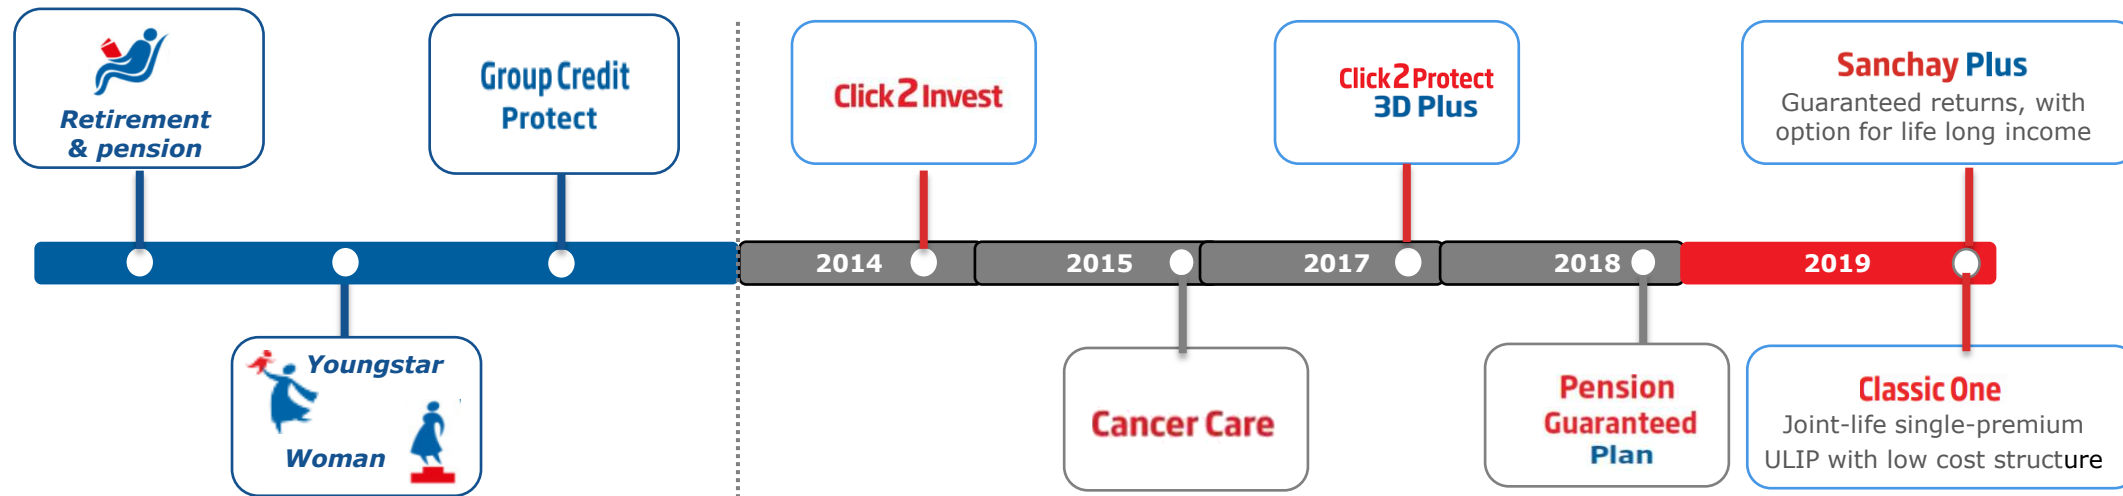 Retirement
& pension
Group Credit
Protect
Click2Invest
Click2Protect
3D Plus
Sanchay Plus
Guaranteed returns, with
option for life long income
2014
2015
2017
2018
2019
Youngstar
Woman
Cancer Care
Pension
Guaranteed
Plan
Classic One
Joint-life single-premium
ULIP with low cost structure